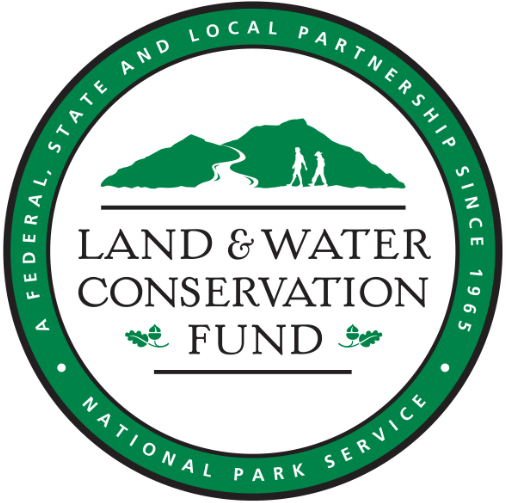 A FEDERAL, STATE AND LOCAL PARTNERSHIP SINCE 1965
LAND & WATER
CONSERVATION
FUND
NATIONAL PARK SERVICE